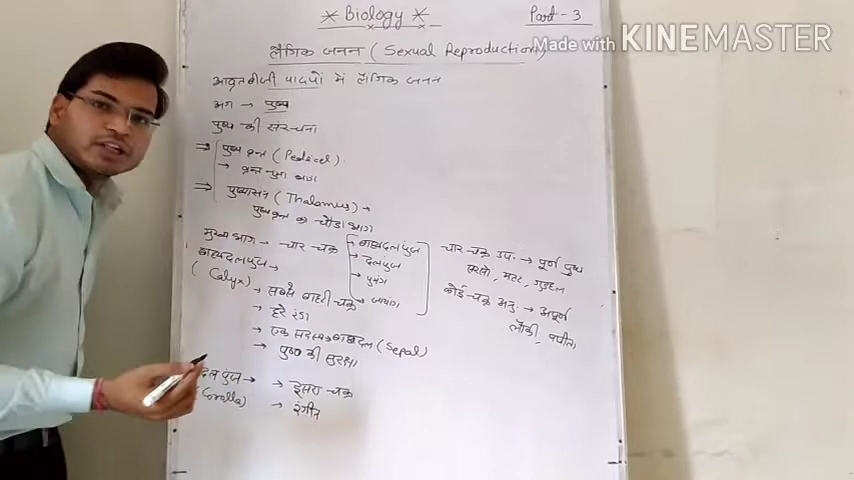 Biology
Part - 3
Made with KINEMASTER
लैंगिक जनन (Sexual Reproduction)
आवृतबीजी पादपो में लैंगिक जनन
भाग → पुष्प
पुष्प की संरचना
⇒ पुष्प वृन्त (Pedicel)
→ वृन्त नुमा भाग
⇒ पुष्पासन (Thalamus) →
पुष्प वृन्त का चौडा भाग
मुख्य भाग → चार चक्र
→ बाह्यदलपुंज
→ दलपुंज
→ पुमंग
→ जायांग
चार चक्र उप. → पूर्ण पुष्प
सरसो, मटर, गुडहल
कोई चक्र अनु. → अपूर्ण
लौकी, पपीता
बाह्यदलपुंज →
(Calyx)
→ सबसे बाहरी चक्र
→ हरे रंग
→ एक सदस्य बाह्यदल (Sepal)
→ पुष्प की सुरक्षा
दलपुंज →
(Corolla)
→ दूसरा चक्र
→ रंगीन